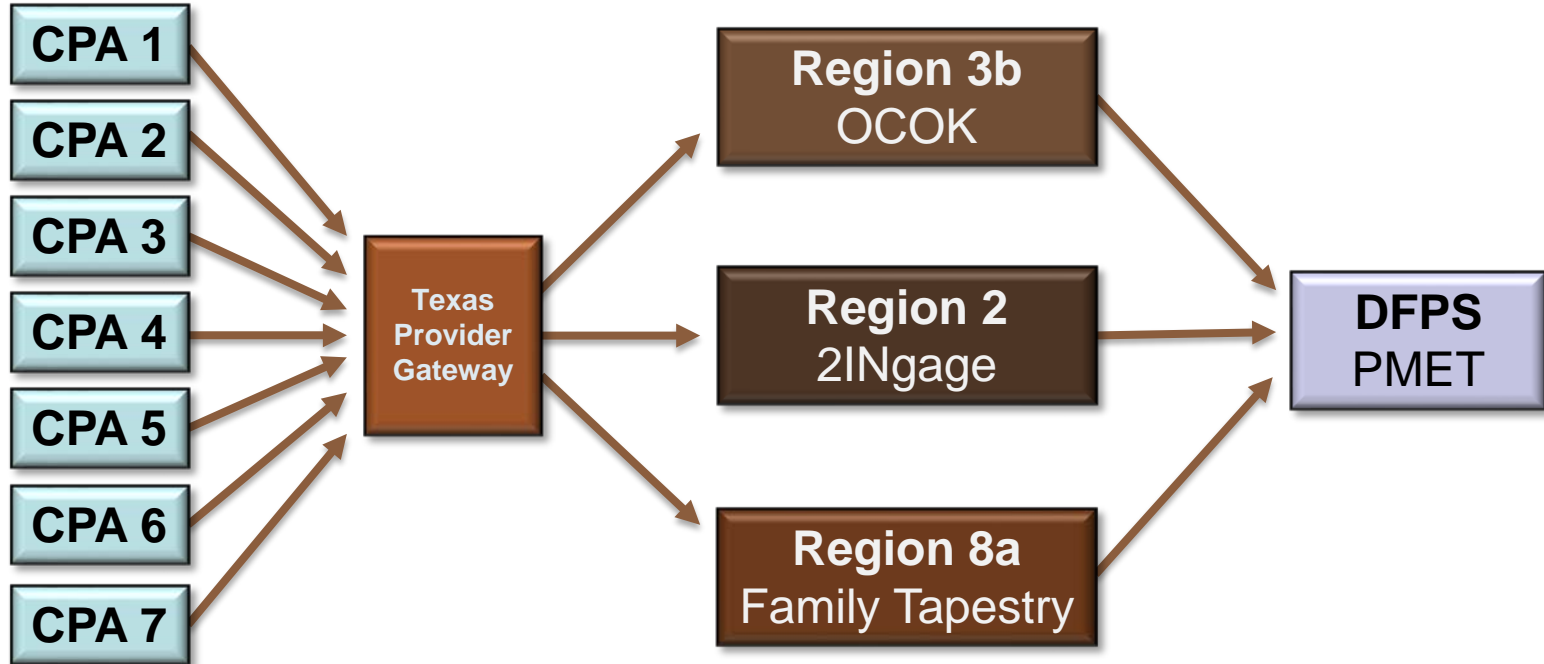 CPA 1
CPA 2
CPA 3
CPA 4
CPA 5
CPA 6
CPA 7
Texas
Provider
Gateway
Region 3b
OCOK
Region 2
2INgage
Region 8a
Family Tapestry
DFPS
PMET